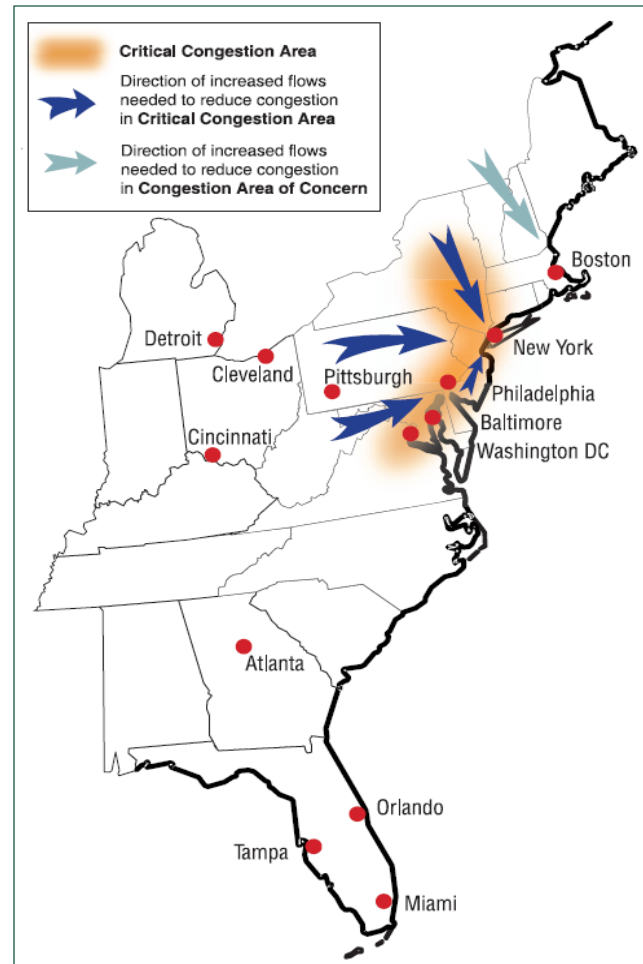 Critical Congestion Area
Direction of increased flows
needed to reduce congestion
in Critical Congestion Area
Direction of increased flows
needed to reduce congestion
in Congestion Area of Concern
Boston
Detroit
New York
Cleveland
Pittsburgh
Philadelphia
Baltimore
Cincinnati
Washington DC
Atlanta
Orlando
Tampa
Miami